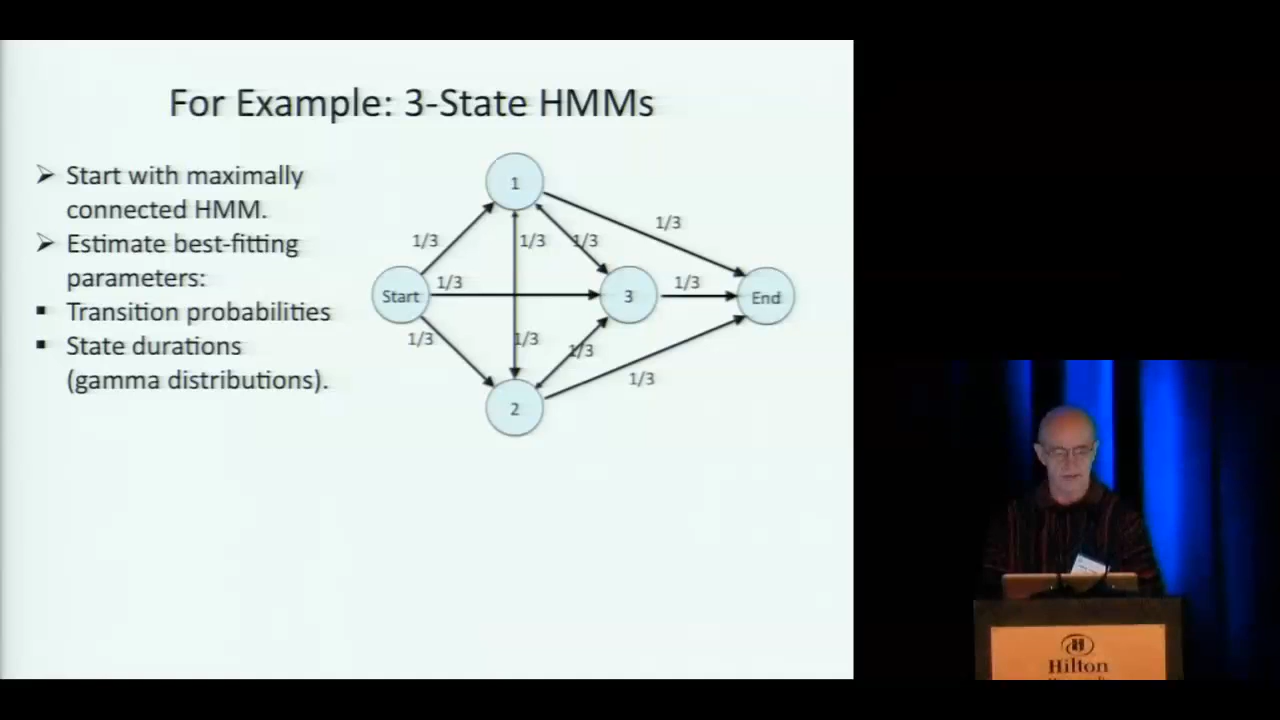 For Example: 3-State HMMs
➢ Start with maximally
connected HMM.
➢ Estimate best-fitting
parameters:
▪ Transition probabilities
▪ State durations
(gamma distributions).
1
1/3
1/3
1/3
1/3
Start
1/3
3
1/3
End
1/3
1/3
1/3
1/3
2
Hilton